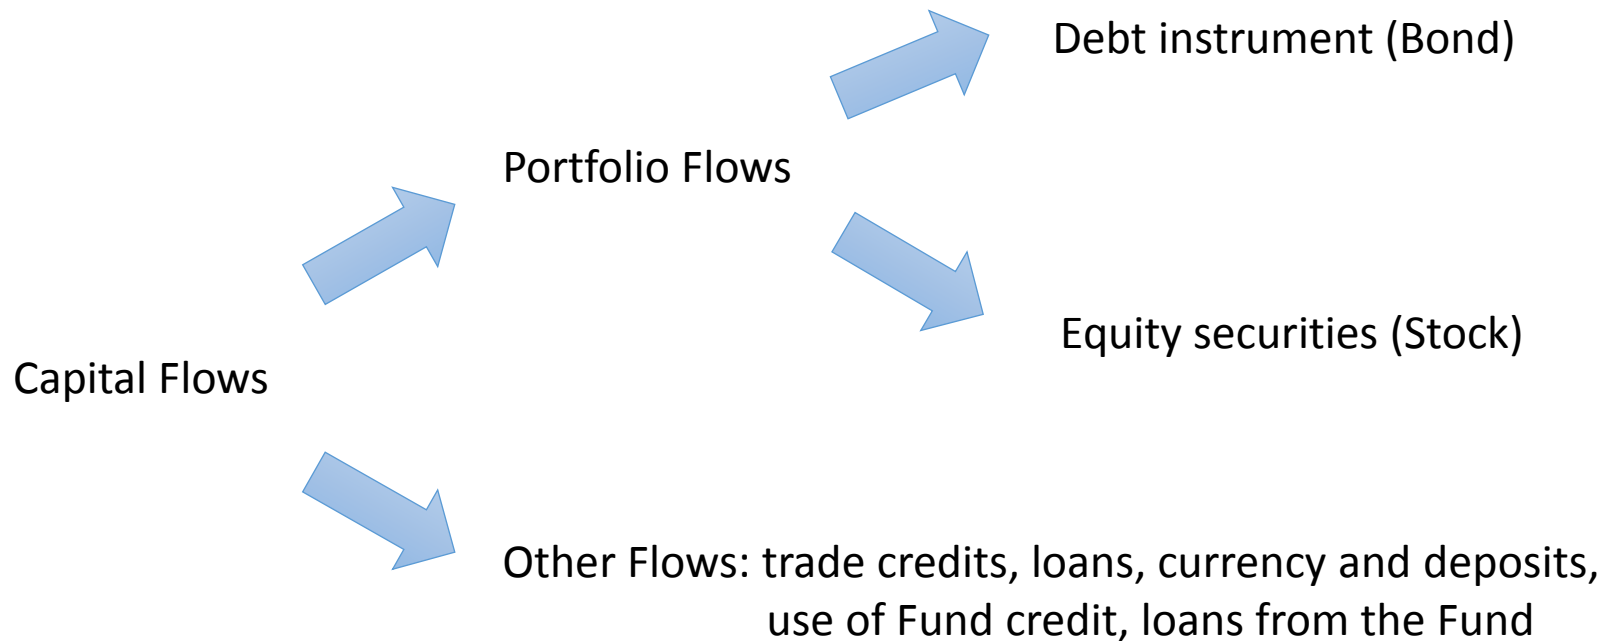 Debt instrument (Bond)
Portfolio Flows
Equity securities (Stock)
Capital Flows
Other Flows: trade credits, loans, currency and deposits,
use of Fund credit, loans from the Fund